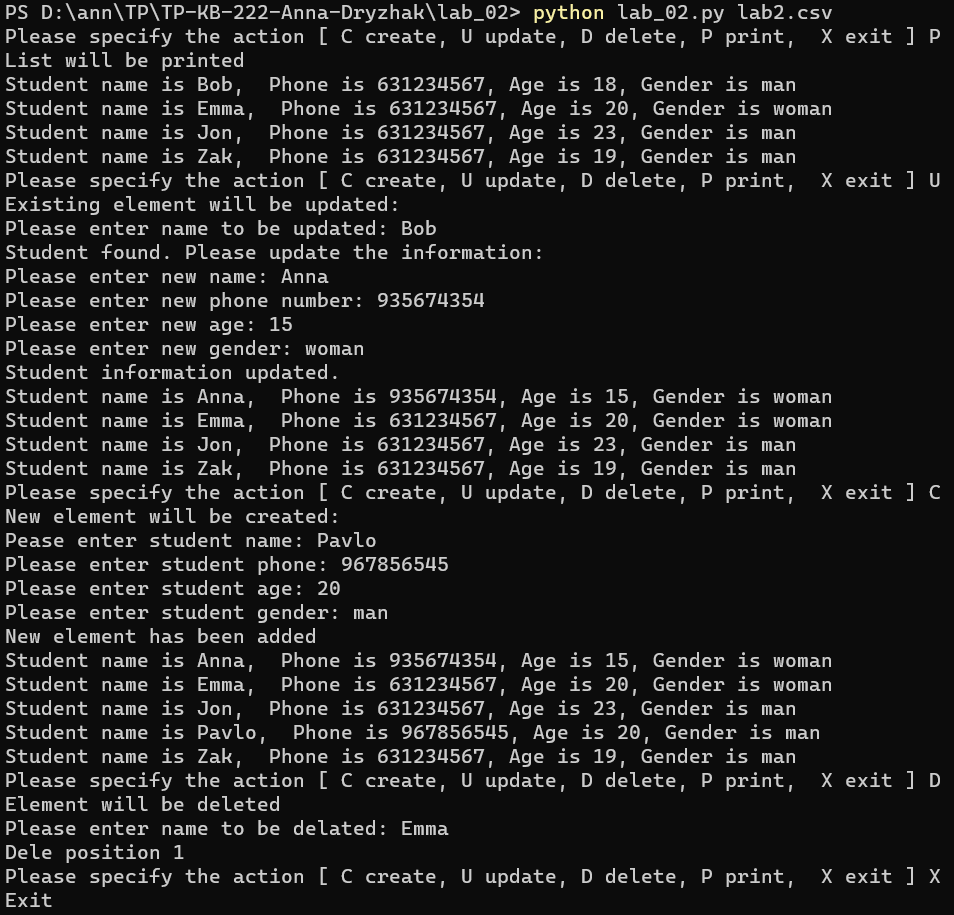 PS D:\ann\TP\TP-KB-222-Anna-Dryzhak\lab_02> python lab_02.py lab2.csv
Please specify the action [ C create, U update, D delete, P print,  X exit ] P
List will be printed
Student name is Bob,  Phone is 631234567, Age is 18, Gender is man
Student name is Emma,  Phone is 631234567, Age is 20, Gender is woman
Student name is Jon,  Phone is 631234567, Age is 23, Gender is man
Student name is Zak,  Phone is 631234567, Age is 19, Gender is man
Please specify the action [ C create, U update, D delete, P print,  X exit ] U
Existing element will be updated:
Please enter name to be updated: Bob
Student found. Please update the information:
Please enter new name: Anna
Please enter new phone number: 935674354
Please enter new age: 15
Please enter new gender: woman
Student information updated.
Student name is Anna,  Phone is 935674354, Age is 15, Gender is woman
Student name is Emma,  Phone is 631234567, Age is 20, Gender is woman
Student name is Jon,  Phone is 631234567, Age is 23, Gender is man
Student name is Zak,  Phone is 631234567, Age is 19, Gender is man
Please specify the action [ C create, U update, D delete, P print,  X exit ] C
New element will be created:
Pease enter student name: Pavlo
Please enter student phone: 967856545
Please enter student age: 20
Please enter student gender: man
New element has been added
Student name is Anna,  Phone is 935674354, Age is 15, Gender is woman
Student name is Emma,  Phone is 631234567, Age is 20, Gender is woman
Student name is Jon,  Phone is 631234567, Age is 23, Gender is man
Student name is Pavlo,  Phone is 967856545, Age is 20, Gender is man
Student name is Zak,  Phone is 631234567, Age is 19, Gender is man
Please specify the action [ C create, U update, D delete, P print,  X exit ] D
Element will be deleted
Please enter name to be delated: Emma
Dele position 1
Please specify the action [ C create, U update, D delete, P print,  X exit ] X
Exit